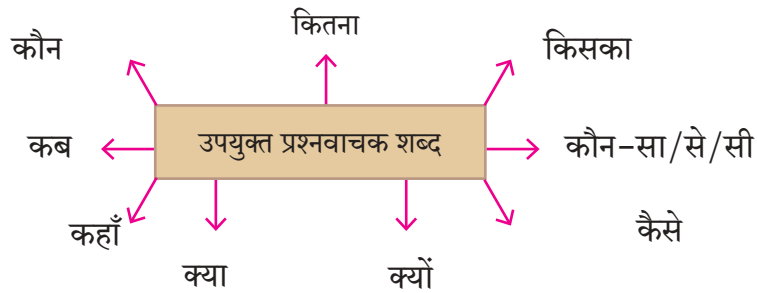 कितना
कौन
किसका
कब
उपयुक्त प्रश्नवाचक शब्द
कौन-सा/से/सी
कहाँ
कैसे
क्या
क्यों